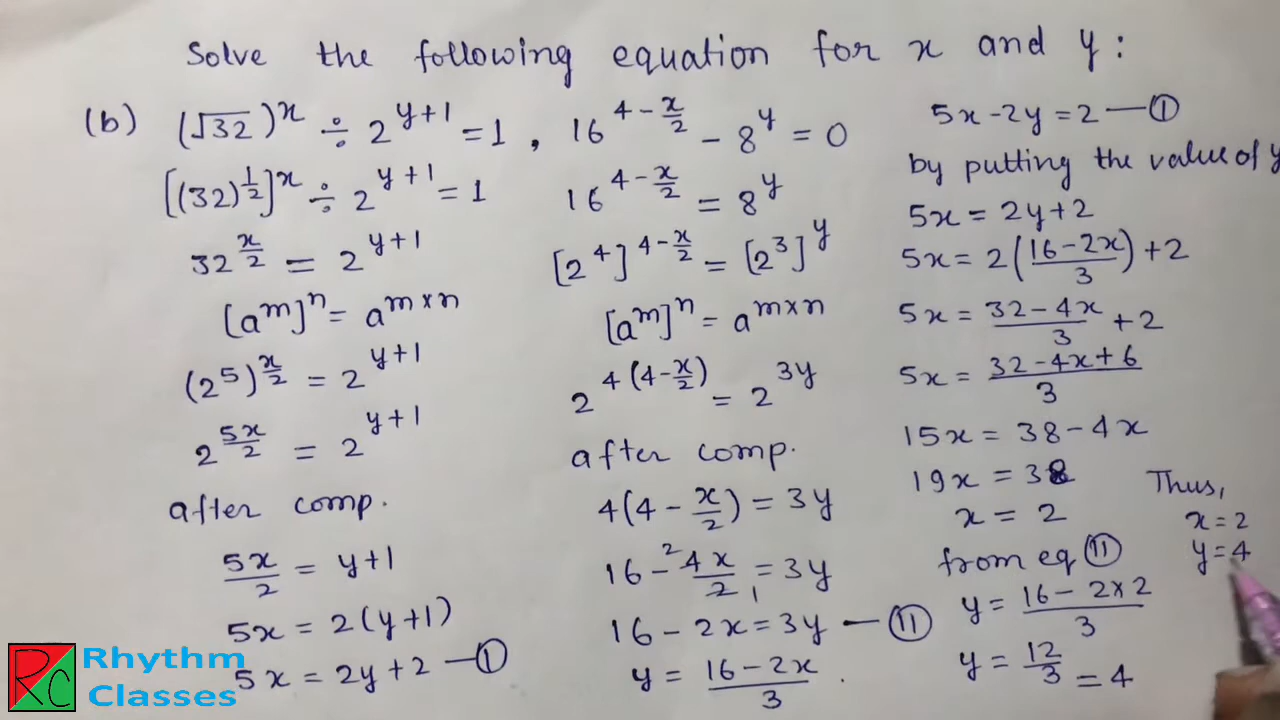 Solve the following equation for x and y :
(b) (√32)^x ÷ 2^(y+1) = 1 , 16^(4-x/2) - 8^y = 0
[(32)^(1/2)]^x ÷ 2^(y+1) = 1
32^(x/2) = 2^(y+1)
[a^m]^n = a^(m×n)
(2^5)^(x/2) = 2^(y+1)
2^(5x/2) = 2^(y+1)
after comp.
5x/2 = y+1
5x = 2(y+1)
5x = 2y+2 —(1)
16^(4-x/2) = 8^y
[2^4]^(4-x/2) = [2^3]^y
[a^m]^n = a^(m×n)
2^(4(4-x/2)) = 2^(3y)
after comp.
4(4-x/2) = 3y
16 - ²4x/2₁ = 3y
16 - 2x = 3y —(11)
y = (16-2x)/3
5x-2y=2 —(1)
by putting the value of y
5x = 2y+2
5x = 2((16-2x)/3)+2
5x = (32-4x)/3 + 2
5x = (32-4x+6)/3
15x = 38-4x
19x = 38
x = 2
from eq (11)
y = (16-2×2)/3
y = 12/3 = 4
Thus,
x=2
y=4
Rhythm
Classes
RC